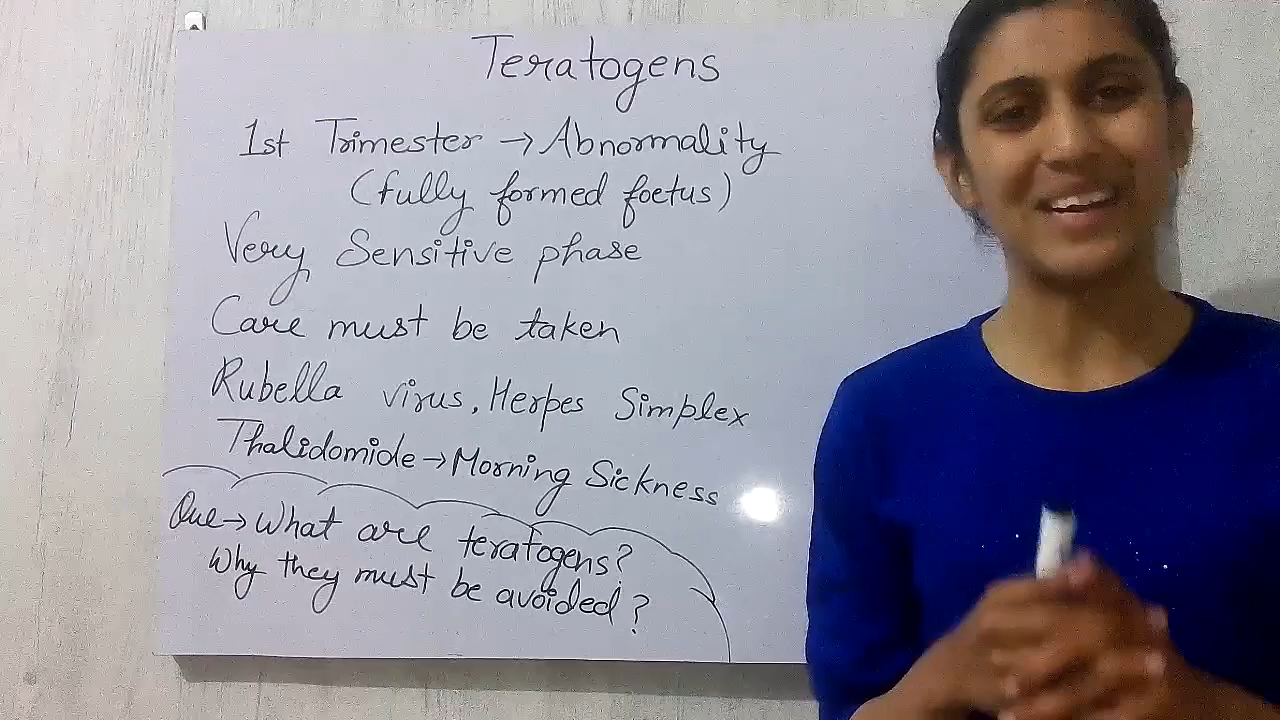 Teratogens
1st Trimester → Abnormality
(fully formed foetus)
Very Sensitive phase
Care must be taken
Rubella virus, Herpes Simplex
Thalidomide → Morning Sickness
Que → What are teratogens?
Why they must be avoided?